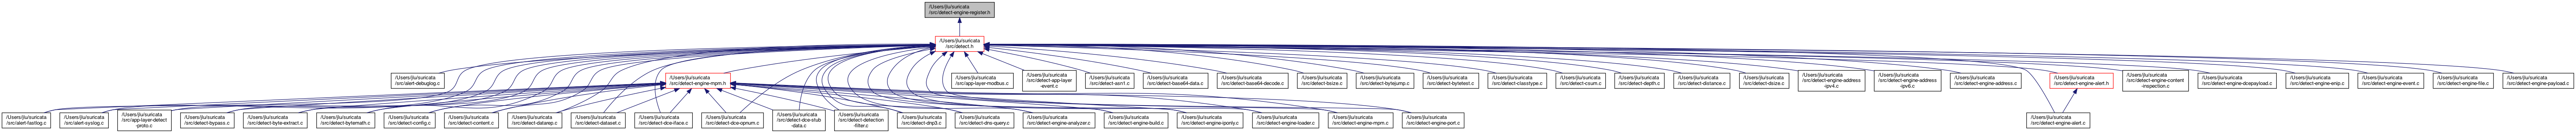 /Users/jlu/suricata
/src/detect-engine-register.h
/Users/jlu/suricata
/src/detect.h
/Users/jlu/suricata
/src/alert-debuglog.c
/Users/jlu/suricata
/src/detect-engine-mpm.h
/Users/jlu/suricata
/src/app-layer-modbus.c
/Users/jlu/suricata
/src/detect-app-layer
-event.c
/Users/jlu/suricata
/src/detect-asn1.c
/Users/jlu/suricata
/src/detect-base64-data.c
/Users/jlu/suricata
/src/detect-base64-decode.c
/Users/jlu/suricata
/src/detect-bsize.c
/Users/jlu/suricata
/src/detect-bytejump.c
/Users/jlu/suricata
/src/detect-bytetest.c
/Users/jlu/suricata
/src/detect-classtype.c
/Users/jlu/suricata
/src/detect-csum.c
/Users/jlu/suricata
/src/detect-depth.c
/Users/jlu/suricata
/src/detect-distance.c
/Users/jlu/suricata
/src/detect-dsize.c
/Users/jlu/suricata
/src/detect-engine-address
-ipv4.c
/Users/jlu/suricata
/src/detect-engine-address
-ipv6.c
/Users/jlu/suricata
/src/detect-engine-address.c
/Users/jlu/suricata
/src/detect-engine-alert.h
/Users/jlu/suricata
/src/detect-engine-content
-inspection.c
/Users/jlu/suricata
/src/detect-engine-dcepayload.c
/Users/jlu/suricata
/src/detect-engine-enip.c
/Users/jlu/suricata
/src/detect-engine-event.c
/Users/jlu/suricata
/src/detect-engine-file.c
/Users/jlu/suricata
/src/detect-engine-payload.c
/Users/jlu/suricata
/src/alert-fastlog.c
/Users/jlu/suricata
/src/alert-syslog.c
/Users/jlu/suricata
/src/app-layer-detect
-proto.c
/Users/jlu/suricata
/src/detect-bypass.c
/Users/jlu/suricata
/src/detect-byte-extract.c
/Users/jlu/suricata
/src/detect-bytemath.c
/Users/jlu/suricata
/src/detect-config.c
/Users/jlu/suricata
/src/detect-content.c
/Users/jlu/suricata
/src/detect-datarep.c
/Users/jlu/suricata
/src/detect-dataset.c
/Users/jlu/suricata
/src/detect-dce-iface.c
/Users/jlu/suricata
/src/detect-dce-opnum.c
/Users/jlu/suricata
/src/detect-dce-stub
-data.c
/Users/jlu/suricata
/src/detect-detection
-filter.c
/Users/jlu/suricata
/src/detect-dnp3.c
/Users/jlu/suricata
/src/detect-dns-query.c
/Users/jlu/suricata
/src/detect-engine-analyzer.c
/Users/jlu/suricata
/src/detect-engine-build.c
/Users/jlu/suricata
/src/detect-engine-iponly.c
/Users/jlu/suricata
/src/detect-engine-loader.c
/Users/jlu/suricata
/src/detect-engine-mpm.c
/Users/jlu/suricata
/src/detect-engine-port.c
/Users/jlu/suricata
/src/detect-engine-alert.c